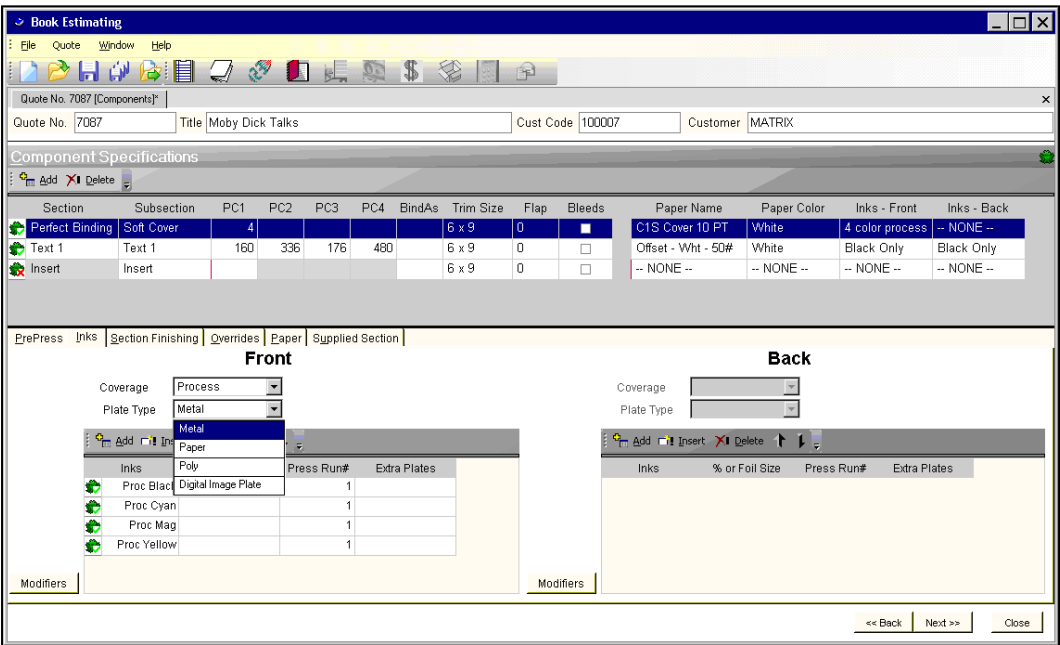 Book Estimating
File Quote Window Help
Quote No. 7087 [Components]* x
Quote No. 7087 Title Moby Dick Talks Cust Code 100007 Customer MATRIX
Component Specifications
Add Delete
Section Subsection PC1 PC2 PC3 PC4 BindAs Trim Size Flap Bleeds Paper Name Paper Color Inks - Front Inks - Back
Perfect Binding Soft Cover 4 6 x 9 0 C1S Cover 10 PT White 4 color process -- NONE --
Text 1 Text 1 160 336 176 480 6 x 9 0 Offset - Wht - 50# White Black Only Black Only
Insert Insert 6 x 9 0 -- NONE -- -- NONE -- -- NONE -- -- NONE --
PrePress Inks Section Finishing Overrides Paper Supplied Section
Front Back
Coverage Process Coverage
Plate Type Metal Plate Type
Metal
Add Ins Add Insert Delete
Paper
Inks Poly Press Run# Extra Plates Inks % or Foil Size Press Run# Extra Plates
Proc Black Digital Image Plate 1
Proc Cyan 1
Proc Mag 1
Proc Yellow 1
Modifiers Modifiers
<< Back Next >> Close